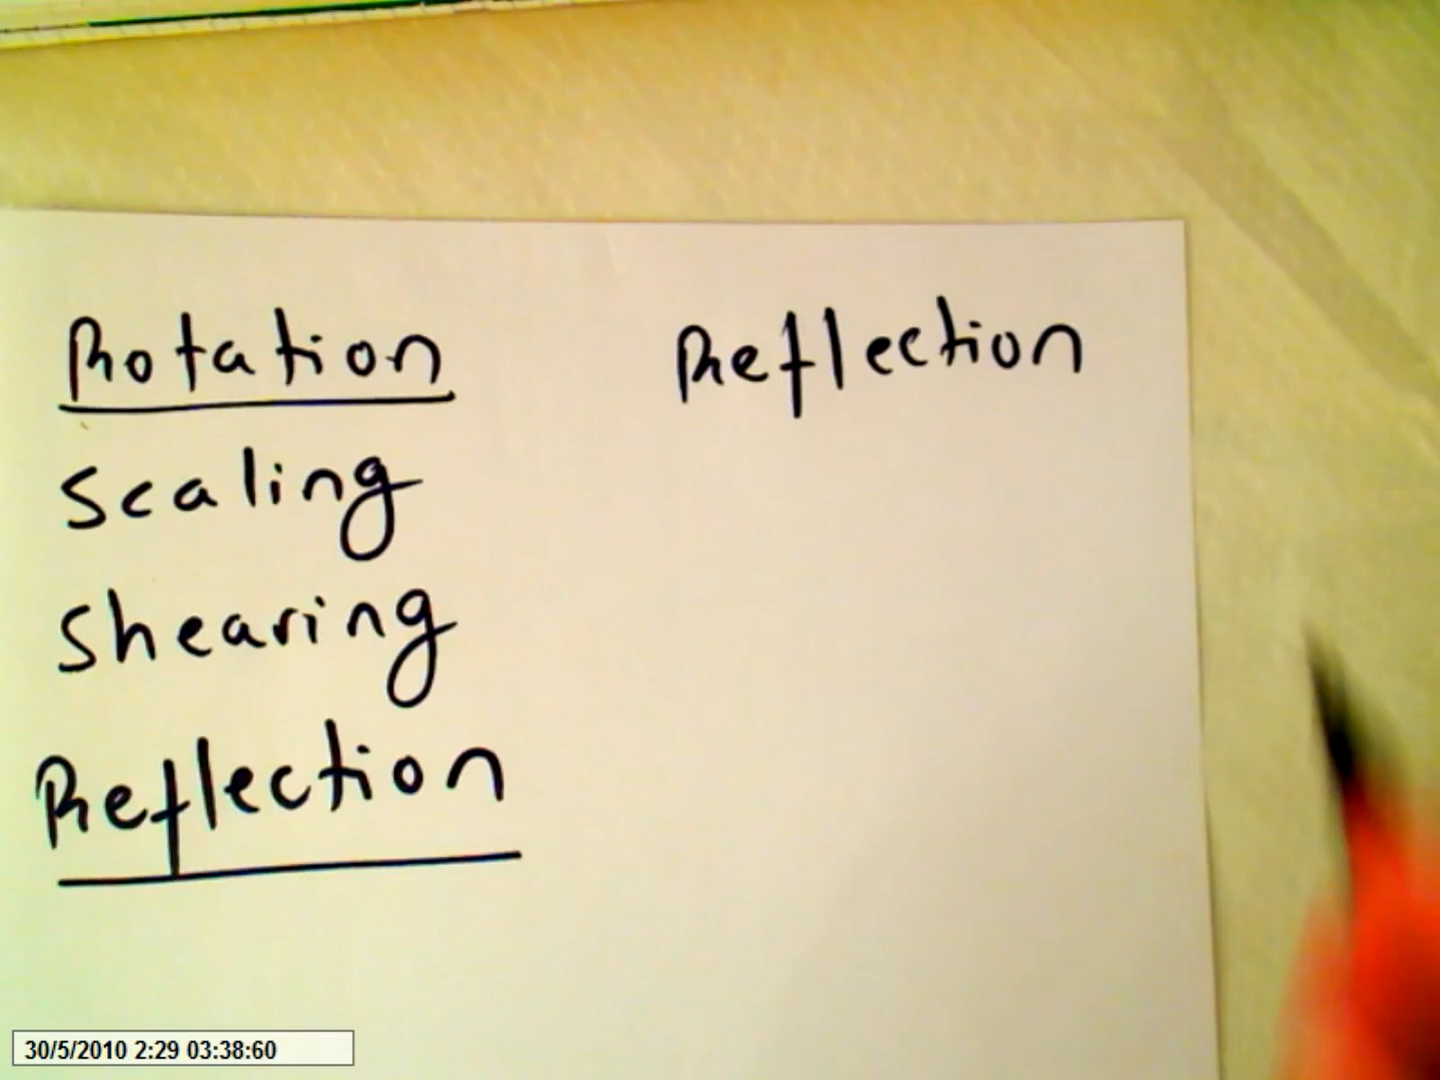 Rotation
Scaling
Shearing
Reflection
Reflection
30/5/2010 2:29 03:38:60